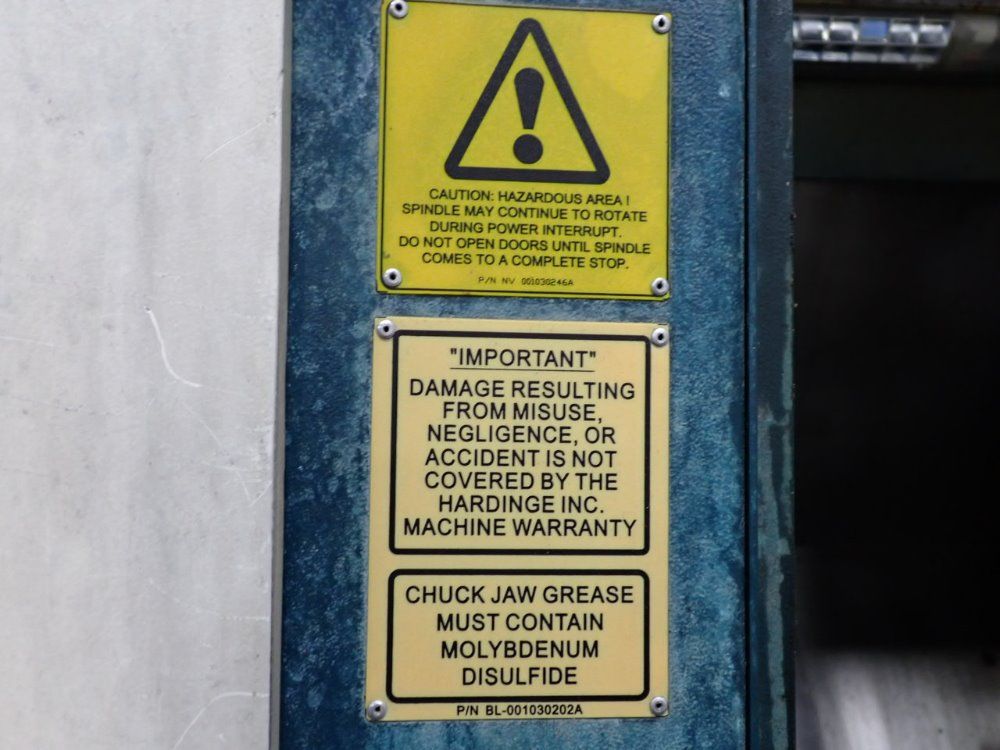 CAUTION: HAZARDOUS AREA !
SPINDLE MAY CONTINUE TO ROTATE
DURING POWER INTERRUPT.
DO NOT OPEN DOORS UNTIL SPINDLE
COMES TO A COMPLETE STOP.
P/N NV 001030246A
"IMPORTANT"
DAMAGE RESULTING
FROM MISUSE,
NEGLIGENCE, OR
ACCIDENT IS NOT
COVERED BY THE
HARDINGE INC.
MACHINE WARRANTY
CHUCK JAW GREASE
MUST CONTAIN
MOLYBDENUM
DISULFIDE
P/N BL-001030202A